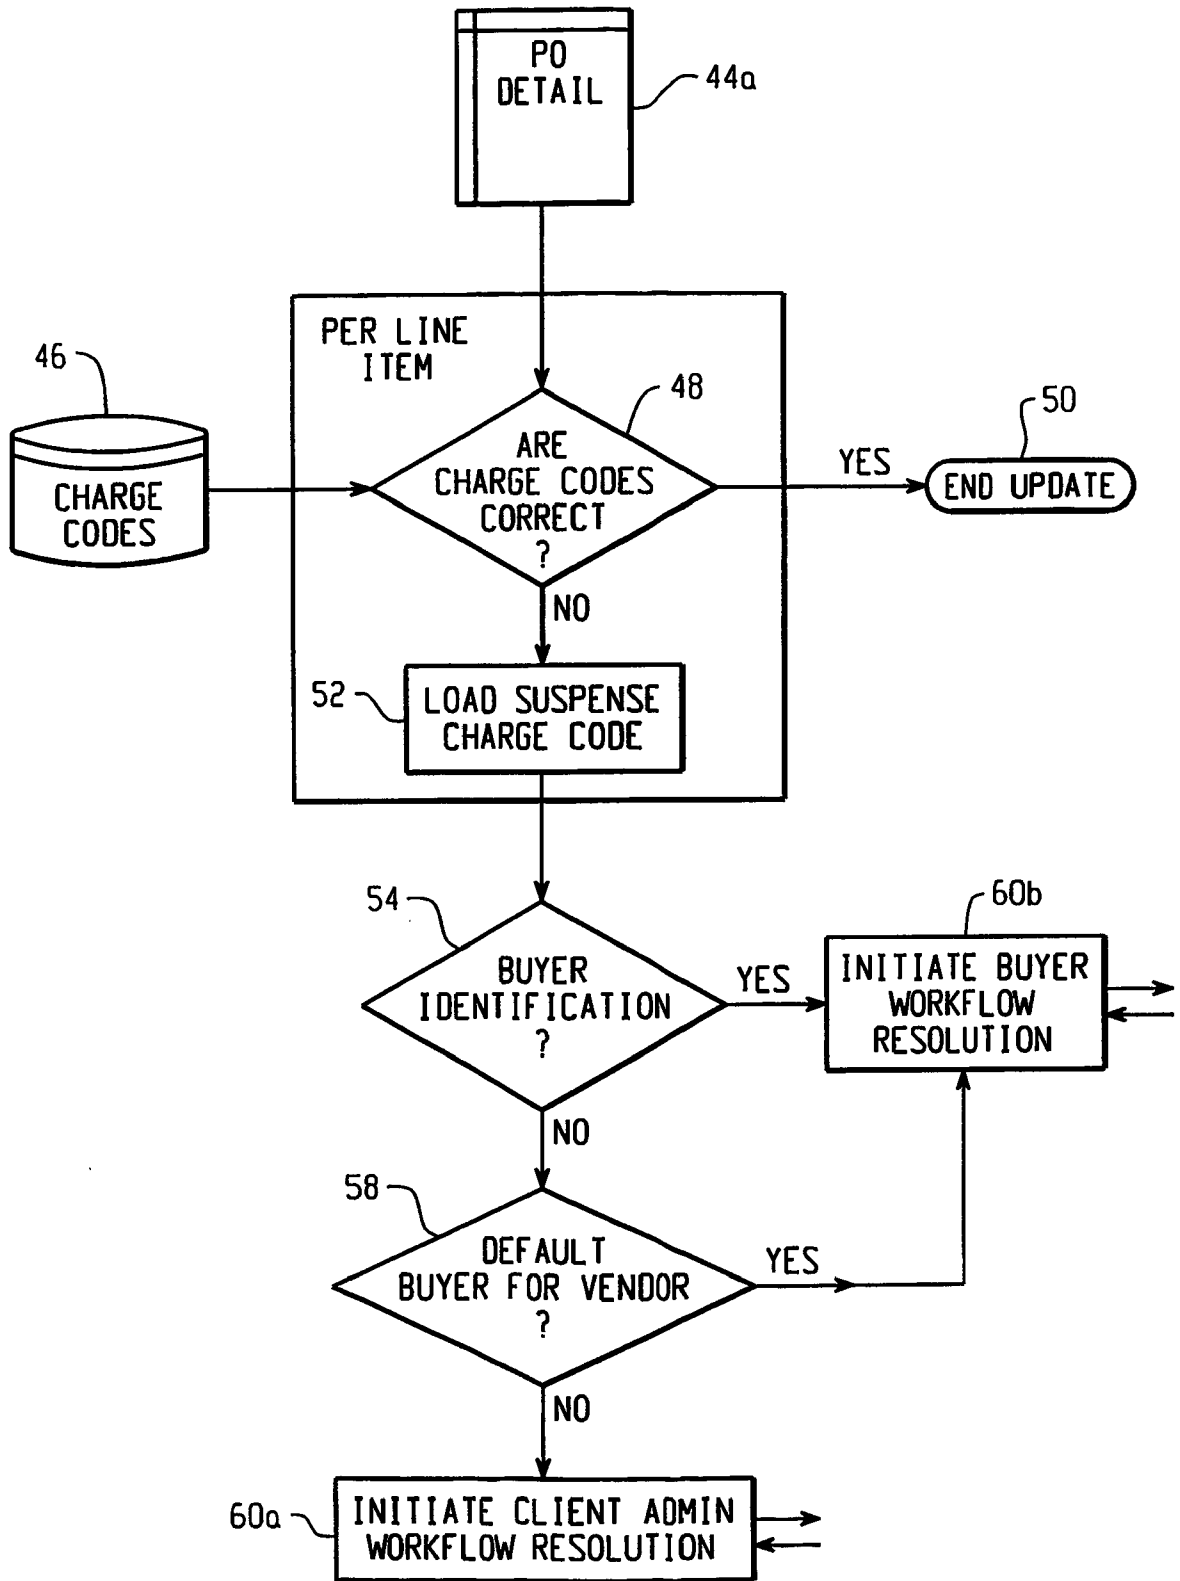 PO
DETAIL
44a
PER LINE
ITEM
46
48
50
CHARGE
CODES
ARE
CHARGE CODES
CORRECT
?
YES
END UPDATE
NO
52
LOAD SUSPENSE
CHARGE CODE
54
60b
BUYER
IDENTIFICATION
?
YES
INITIATE BUYER
WORKFLOW
RESOLUTION
NO
58
DEFAULT
BUYER FOR VENDOR
?
YES
NO
60a
INITIATE CLIENT ADMIN
WORKFLOW RESOLUTION